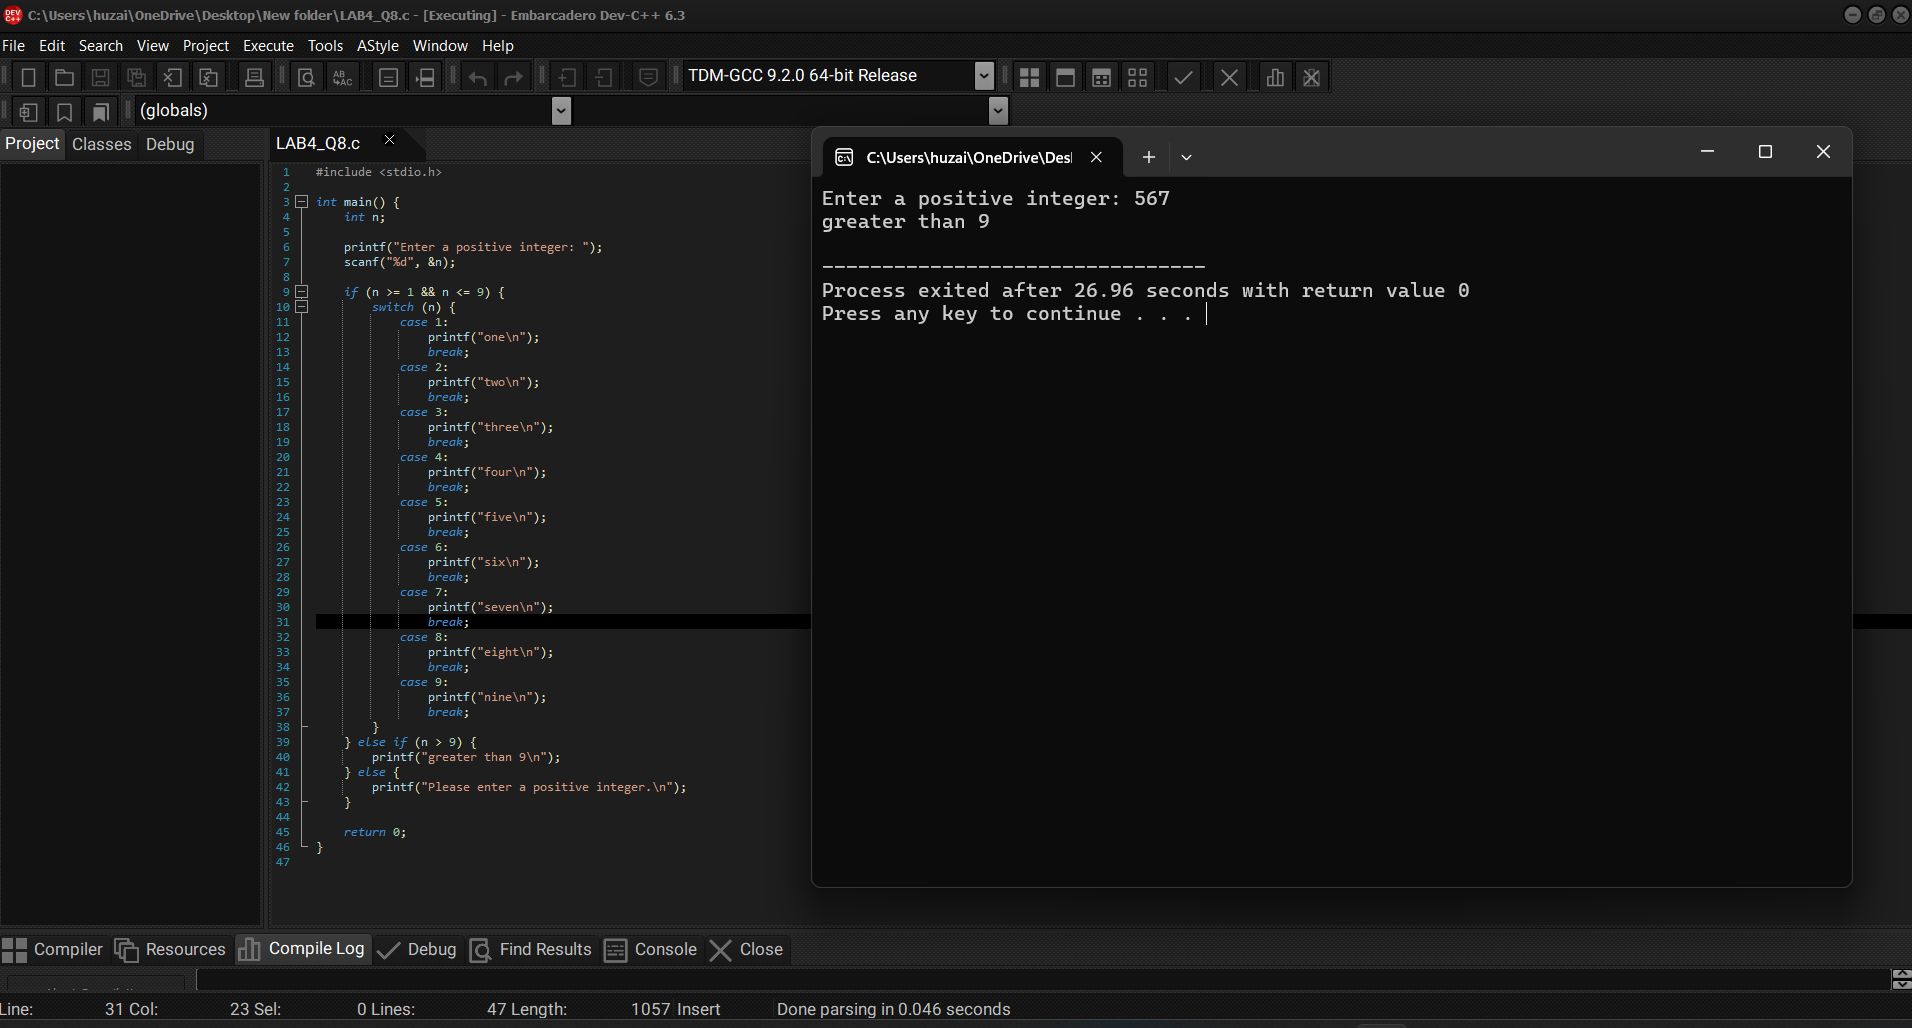 C:\Users\huzai\OneDrive\Desktop\New folder\LAB4_Q8.c - [Executing] - Embarcadero Dev-C++ 6.3
File Edit Search View Project Execute Tools AStyle Window Help
TDM-GCC 9.2.0 64-bit Release
(globals)
Project Classes Debug
LAB4_Q8.c
1 #include <stdio.h>
2
3 int main() {
4 int n;
5
6 printf("Enter a positive integer: ");
7 scanf("%d", &n);
8
9 if (n >= 1 && n <= 9) {
10 switch (n) {
11 case 1:
12 printf("one\n");
13 break;
14 case 2:
15 printf("two\n");
16 break;
17 case 3:
18 printf("three\n");
19 break;
20 case 4:
21 printf("four\n");
22 break;
23 case 5:
24 printf("five\n");
25 break;
26 case 6:
27 printf("six\n");
28 break;
29 case 7:
30 printf("seven\n");
31 break;
32 case 8:
33 printf("eight\n");
34 break;
35 case 9:
36 printf("nine\n");
37 break;
38 }
39 } else if (n > 9) {
40 printf("greater than 9\n");
41 } else {
42 printf("Please enter a positive integer.\n");
43 }
44
45 return 0;
46 }
47
C:\Users\huzai\OneDrive\Des
Enter a positive integer: 567
greater than 9
--------------------------------
Process exited after 26.96 seconds with return value 0
Press any key to continue . . .
Compiler Resources Compile Log Debug Find Results Console Close
Line: 31 Col: 23 Sel: 0 Lines: 47 Length: 1057 Insert Done parsing in 0.046 seconds